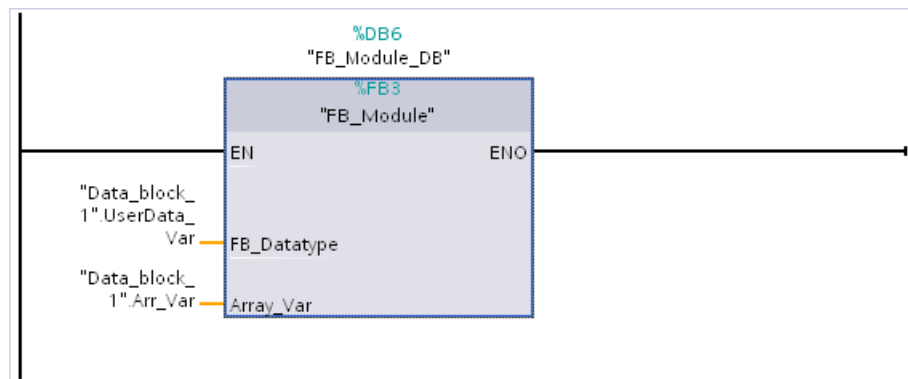 %DB6
"FB_Module_DB"
%FB3
"FB_Module"
EN ENO
"Data_block_
1".UserData_
Var FB_Datatype
"Data_block_
1".Arr_Var Array_Var